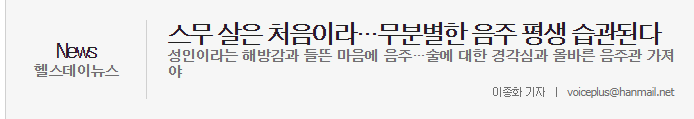 스무 살은 처음이라…무분별한 음주 평생 습관된다
News
헬스데이뉴스
성인이라는 해방감과 들뜬 마음에 음주…술에 대한 경각심과 올바른 음주관 가져
야
이종화 기자 | voiceplus@hanmail.net